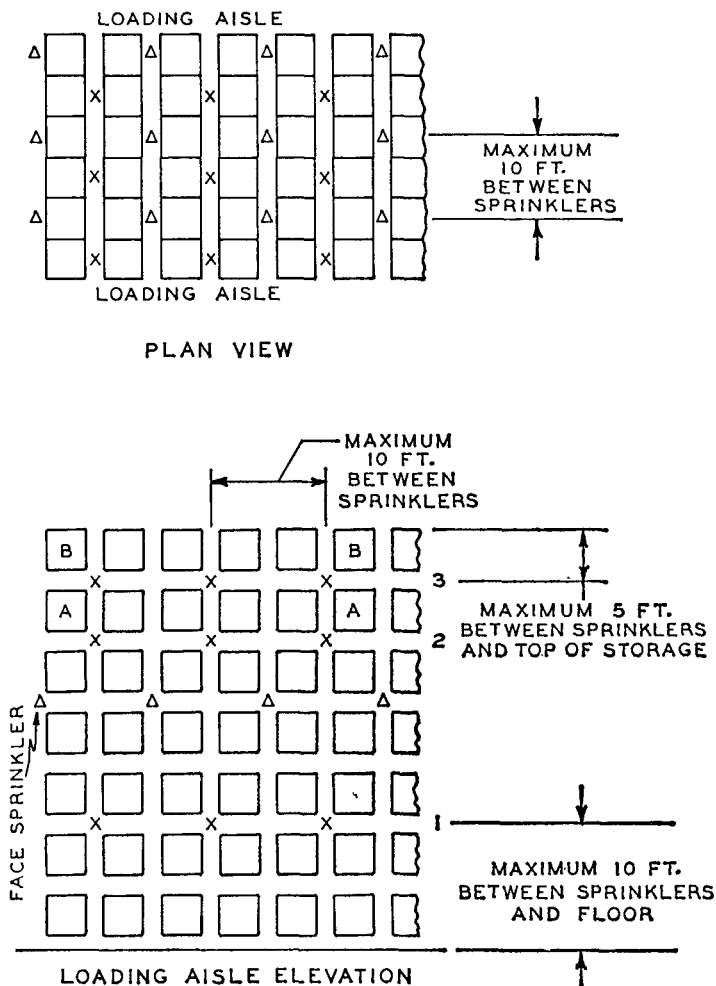 LOADING AISLE
Δ Δ Δ Δ
X X X
Δ Δ Δ Δ
X X X
Δ Δ Δ Δ
X X X
LOADING AISLE
MAXIMUM
10 FT.
BETWEEN
SPRINKLERS
PLAN VIEW
MAXIMUM
10 FT.
BETWEEN
SPRINKLERS
B B
X X X 3
A A
X X X 2
MAXIMUM 5 FT.
BETWEEN SPRINKLERS
AND TOP OF STORAGE
Δ Δ Δ Δ
FACE SPRINKLER
X X X 1
MAXIMUM 10 FT.
BETWEEN SPRINKLERS
AND FLOOR
LOADING AISLE ELEVATION